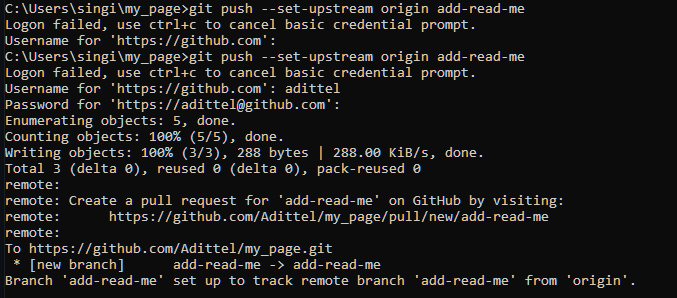 C:\Users\singi\my_page>git push --set-upstream origin add-read-me
Logon failed, use ctrl+c to cancel basic credential prompt.
Username for 'https://github.com':
C:\Users\singi\my_page>git push --set-upstream origin add-read-me
Logon failed, use ctrl+c to cancel basic credential prompt.
Username for 'https://github.com': adittel
Password for 'https://adittel@github.com':
Enumerating objects: 5, done.
Counting objects: 100% (5/5), done.
Writing objects: 100% (3/3), 288 bytes | 288.00 KiB/s, done.
Total 3 (delta 0), reused 0 (delta 0), pack-reused 0
remote:
remote: Create a pull request for 'add-read-me' on GitHub by visiting:
remote:      https://github.com/Adittel/my_page/pull/new/add-read-me
remote:
To https://github.com/Adittel/my_page.git
 * [new branch]      add-read-me -> add-read-me
Branch 'add-read-me' set up to track remote branch 'add-read-me' from 'origin'.